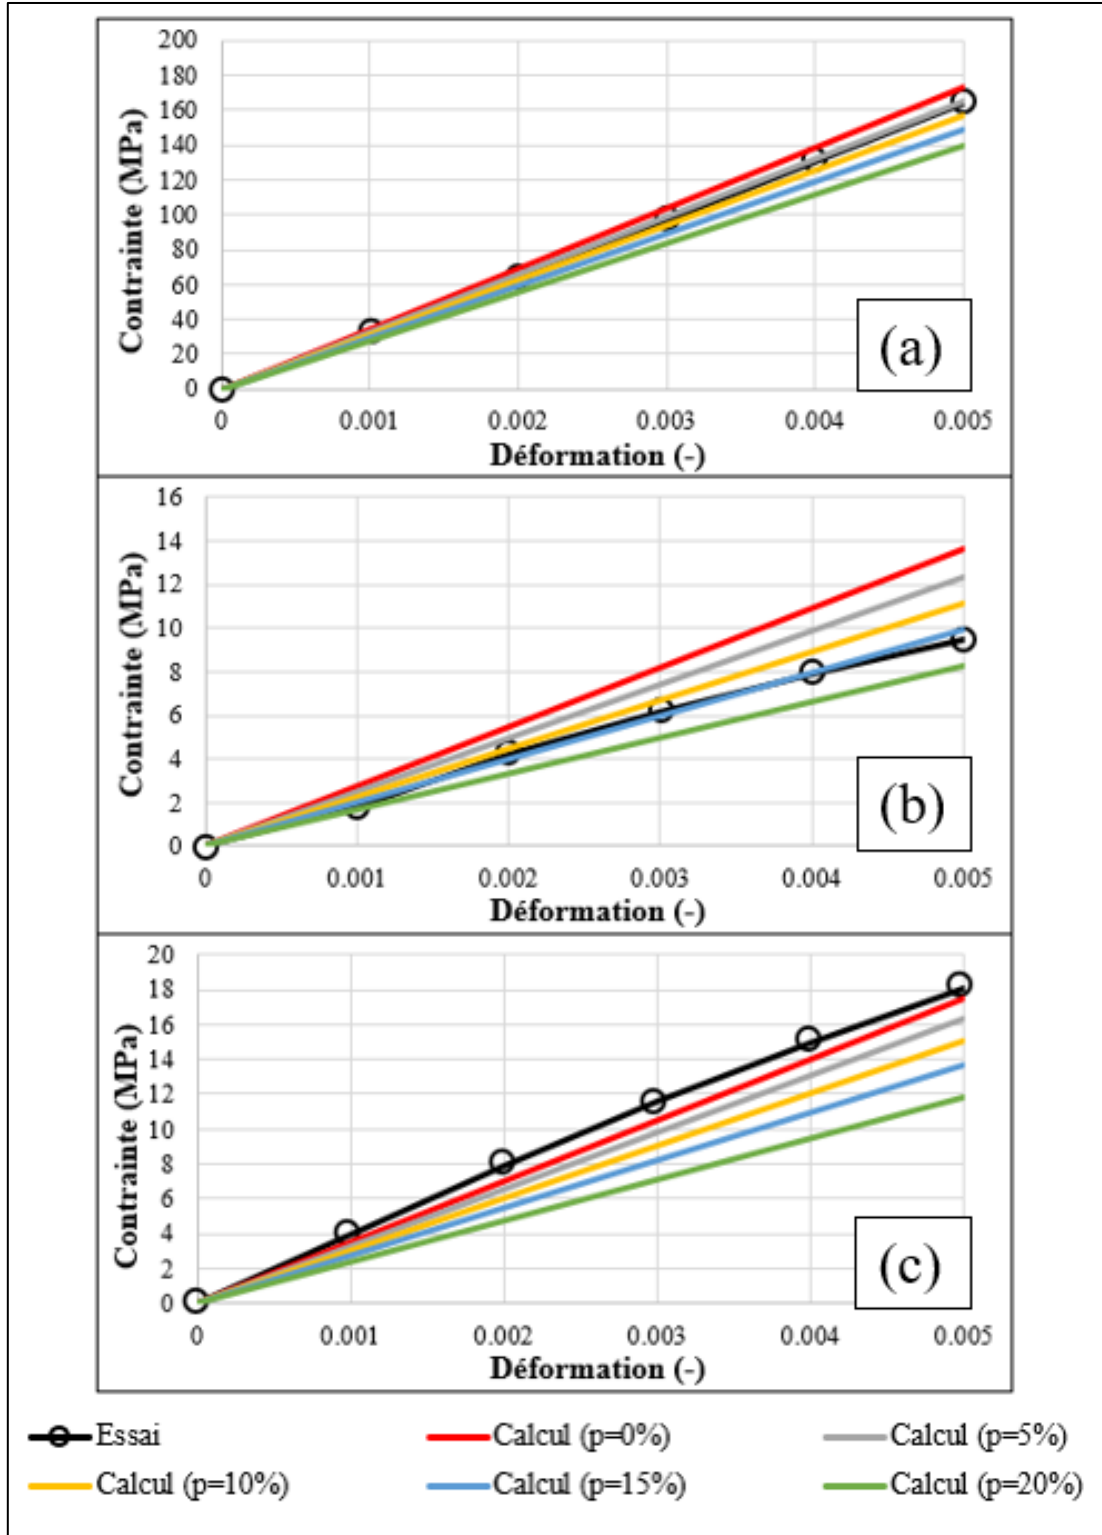 200
180
160
140
120
100
80
60
40
20
0
Contrainte (MPa)
(a)
0 0.001 0.002 0.003 0.004 0.005
Déformation (-)
16
14
12
10
8
6
4
2
0
Contrainte (MPa)
(b)
0 0.001 0.002 0.003 0.004 0.005
Déformation (-)
20
18
16
14
12
10
8
6
4
2
0
Contrainte (MPa)
(c)
0 0.001 0.002 0.003 0.004 0.005
Déformation (-)
Essai Calcul (p=0%) Calcul (p=5%)
Calcul (p=10%) Calcul (p=15%) Calcul (p=20%)